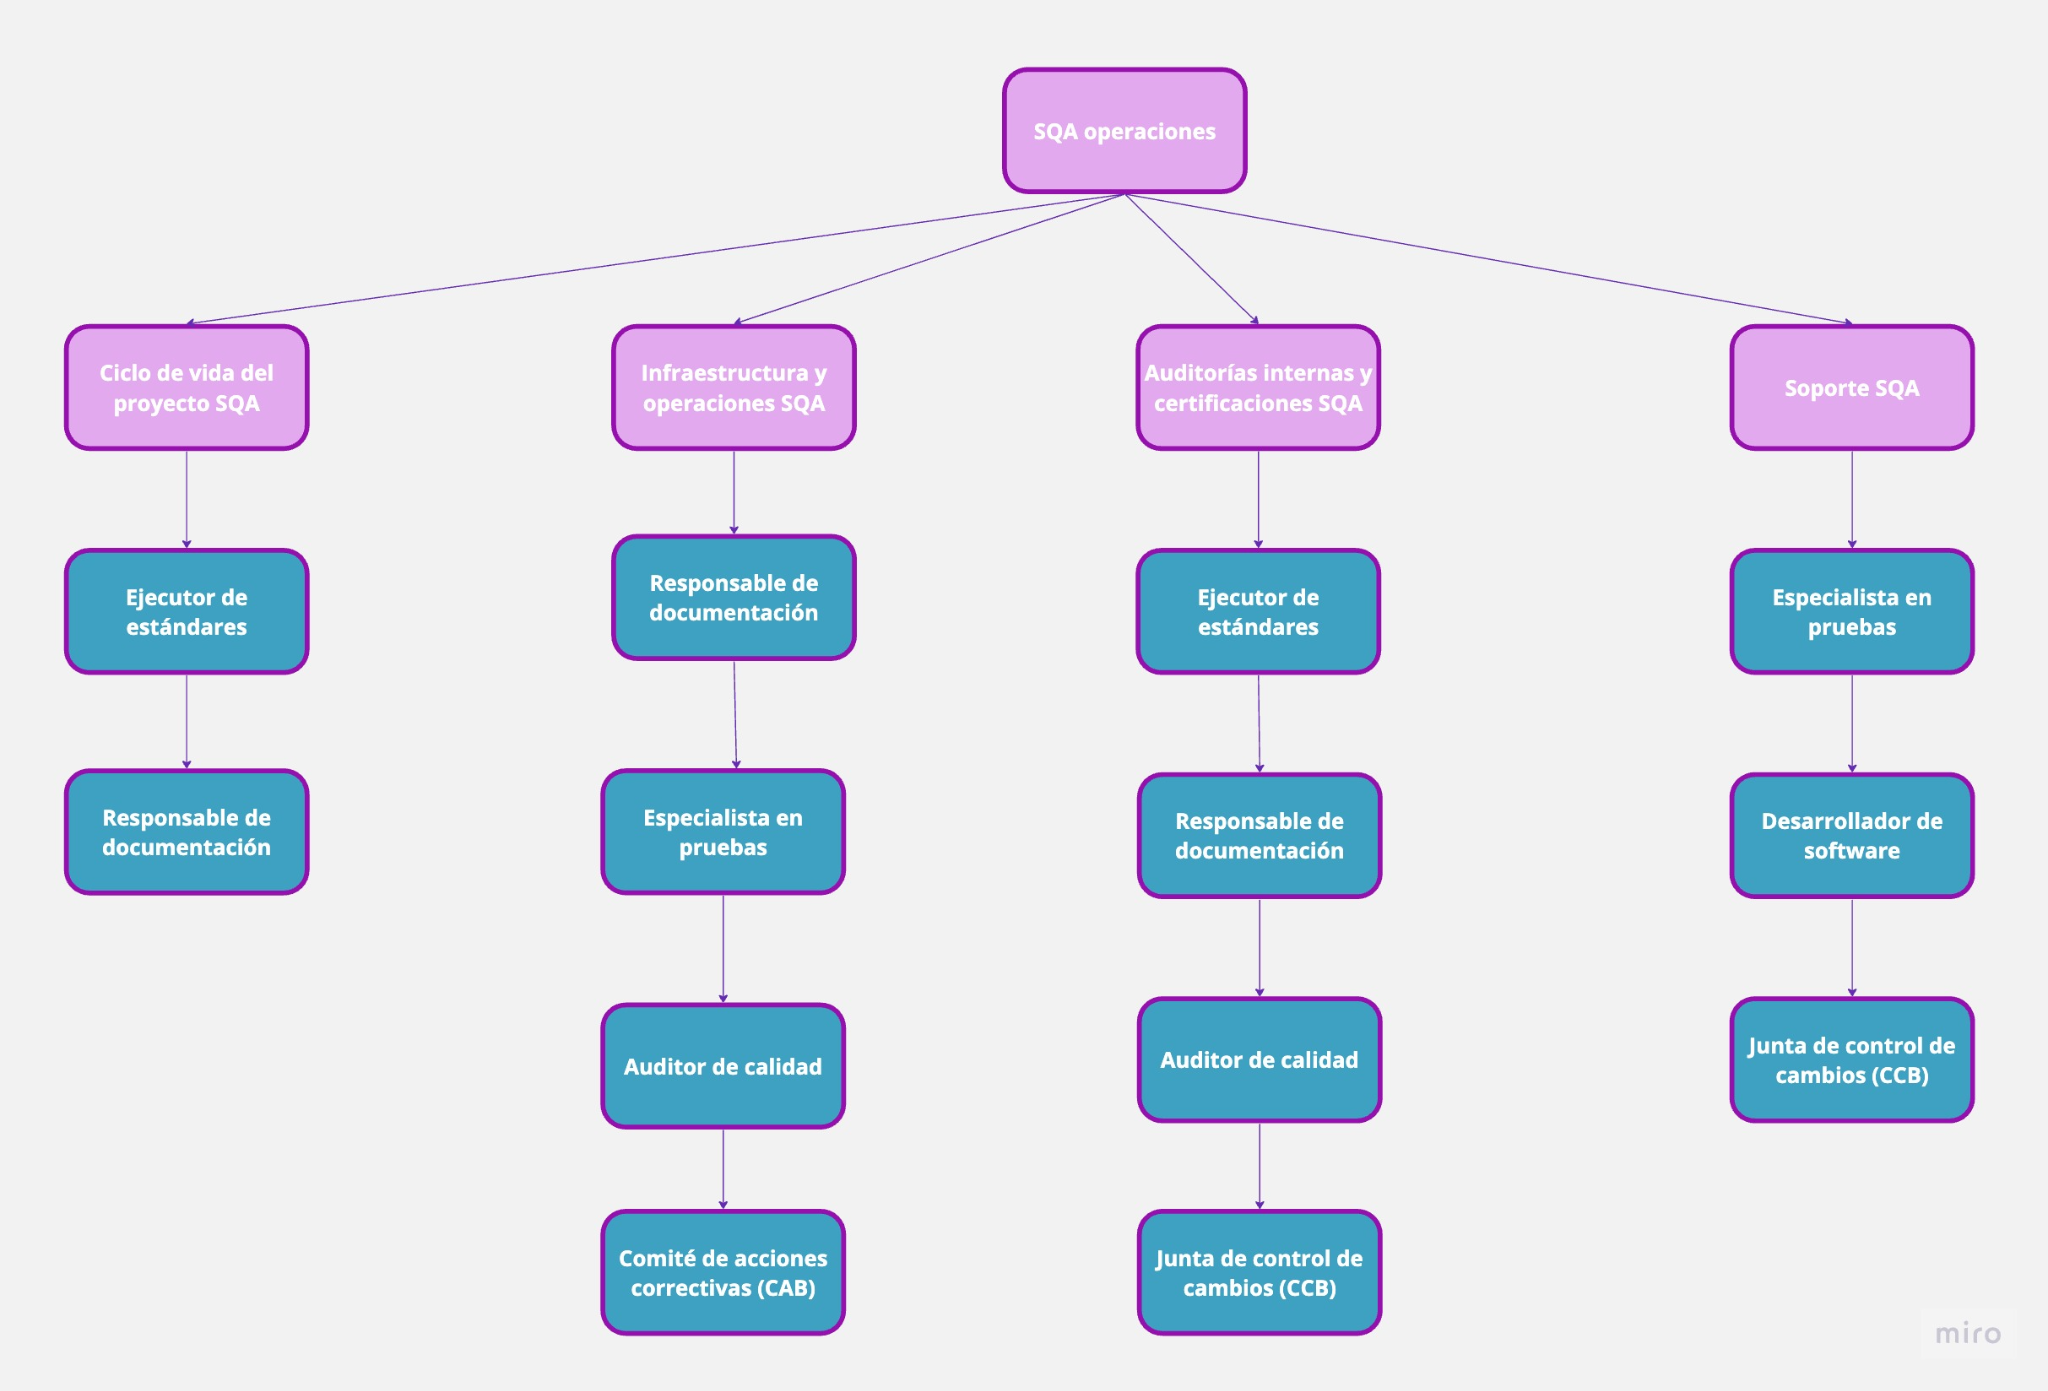 SQA operaciones
Ciclo de vida del
proyecto SQA
Infraestructura y
operaciones SQA
Auditorías internas y
certificaciones SQA
Soporte SQA
Ejecutor de
estándares
Responsable de
documentación
Ejecutor de
estándares
Especialista en
pruebas
Responsable de
documentación
Especialista en
pruebas
Responsable de
documentación
Desarrollador de
software
Auditor de calidad
Auditor de calidad
Junta de control de
cambios (CCB)
Comité de acciones
correctivas (CAB)
Junta de control de
cambios (CCB)
miro